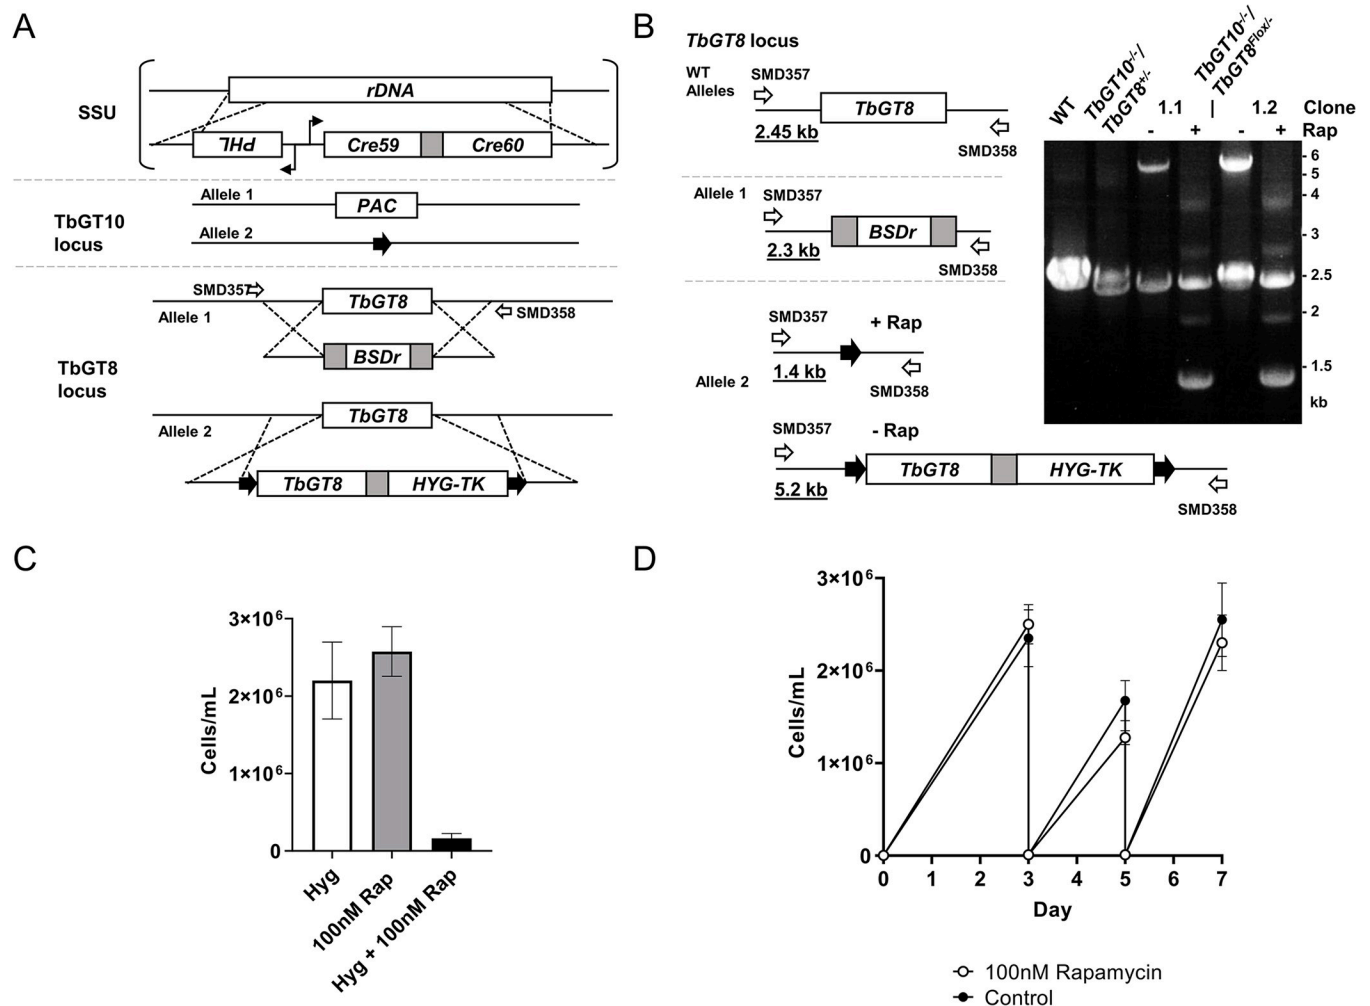 A
SSU
rDNA
PHL
Cre59
Cre60
TbGT10
locus
Allele 1
PAC
Allele 2
TbGT8
locus
SMD357
TbGT8
SMD358
Allele 1
BSDr
TbGT8
Allele 2
TbGT8
HYG-TK
B
TbGT8 locus
WT
Alleles
SMD357
TbGT8
2.45 kb
SMD358
Allele 1
SMD357
BSDr
2.3 kb
SMD358
Allele 2
SMD357
+ Rap
1.4 kb
SMD358
SMD357
- Rap
TbGT8
HYG-TK
5.2 kb
SMD358
WT
TbGT10-/-/
TbGT8+/-
TbGT10-/-/
TbGT8Flox/-
1.1 | 1.2 Clone
- + - + Rap
- 6
- 5
- 4
- 3
- 2.5
- 2
- 1.5
kb
C
Cells/mL
3×10⁶
2×10⁶
1×10⁶
0
Hyg
100nM Rap
Hyg + 100nM Rap
D
Cells/mL
3×10⁶
2×10⁶
1×10⁶
0
0 1 2 3 4 5 6 7
Day
100nM Rapamycin
Control